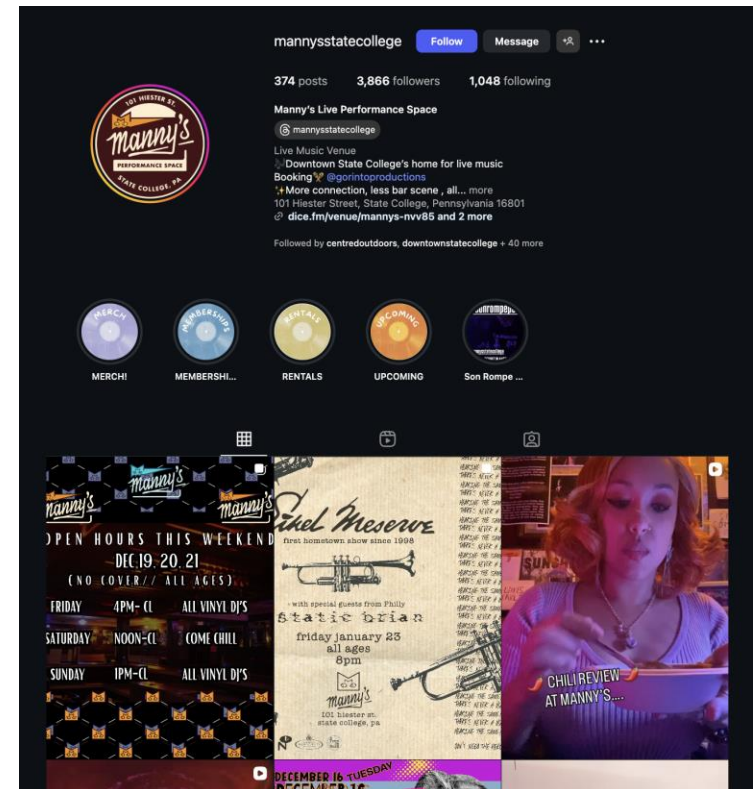 mannysstatecollege Follow Message
374 posts 3,866 followers 1,048 following
Manny's Live Performance Space
mannysstatecollege
Live Music Venue
Downtown State College's home for live music
Booking @gorintoproductions
More connection, less bar scene , all... more
101 Hiester Street, State College, Pennsylvania 16801
dice.fm/venue/mannys-nvv85 and 2 more
Followed by centredoutdoors, downtownstatecollege + 40 more
101 HIESTER ST.
manny's
PERFORMANCE SPACE
STATE COLLEGE, PA
MERCH
MEMBERSHIPS
RENTALS
UPCOMING
MERCH!
MEMBERSHI...
RENTALS
UPCOMING
Son Rompe ...
manny's
manny's
manny's
OPEN HOURS THIS WEEKEND
DEC 19, 20, 21
(NO COVER// ALL AGES)
FRIDAY 4PM-CL ALL VINYL DJ'S
SATURDAY NOON-CL COME CHILL
SUNDAY 1PM-CL ALL VINYL DJ'S
Meserve
first hometown show since 1998
with special guests from Philly
static brian
friday january 23
all ages
8pm
manny's
101 hiester st.
state college, pa
CHILI REVIEW
AT MANNY'S....
DECEMBER 16 TUESDAY